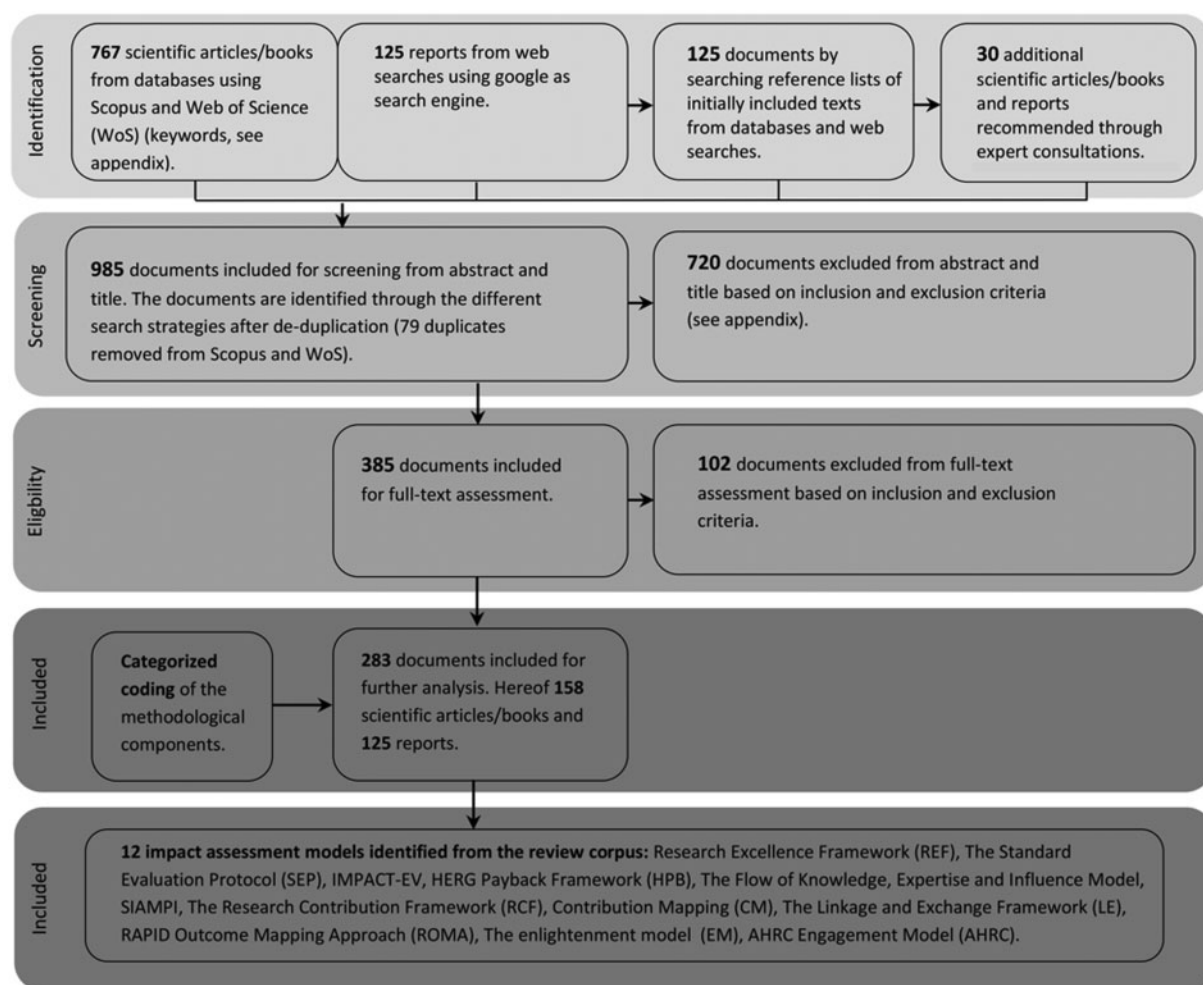 Identification
767 scientific articles/books
from databases using
Scopus and Web of Science
(WoS) (keywords, see
appendix).
125 reports from web
searches using google as
search engine.
125 documents by
searching reference lists of
initially included texts
from databases and web
searches.
30 additional
scientific articles/books
and reports
recommended through
expert consultations.
Screening
985 documents included for screening from abstract and
title. The documents are identified through the different
search strategies after de-duplication (79 duplicates
removed from Scopus and WoS).
720 documents excluded from abstract and
title based on inclusion and exclusion criteria
(see appendix).
Eligibility
385 documents included
for full-text assessment.
102 documents excluded from full-text
assessment based on inclusion and exclusion
criteria.
Included
Categorized
coding of the
methodological
components.
283 documents included for
further analysis. Hereof 158
scientific articles/books and
125 reports.
Included
12 impact assessment models identified from the review corpus: Research Excellence Framework (REF), The Standard
Evaluation Protocol (SEP), IMPACT-EV, HERG Payback Framework (HPB), The Flow of Knowledge, Expertise and Influence Model,
SIAMPI, The Research Contribution Framework (RCF), Contribution Mapping (CM), The Linkage and Exchange Framework (LE),
RAPID Outcome Mapping Approach (ROMA), The enlightenment model (EM), AHRC Engagement Model (AHRC).